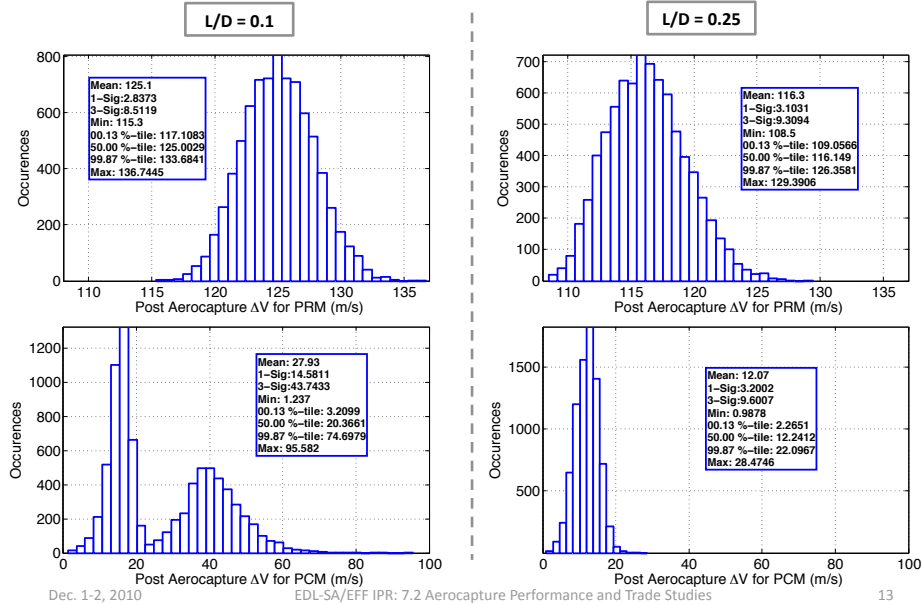 L/D = 0.1
L/D = 0.25
800
600
400
200
0
Occurences
Mean: 125.1
1−Sig:2.8373
3−Sig:8.5119
Min: 115.3
00.13 %−tile: 117.1083
50.00 %−tile: 125.0029
99.87 %−tile: 133.6841
Max: 136.7445
110 115 120 125 130 135
Post Aerocapture ΔV for PRM (m/s)
700
600
500
400
300
200
100
0
Occurences
Mean: 116.3
1−Sig:3.1031
3−Sig:9.3094
Min: 108.5
00.13 %−tile: 109.0566
50.00 %−tile: 116.149
99.87 %−tile: 126.3581
Max: 129.3906
110 115 120 125 130 135
Post Aerocapture ΔV for PRM (m/s)
1200
1000
800
600
400
200
0
Occurences
Mean: 27.93
1−Sig:14.5811
3−Sig:43.7433
Min: 1.237
00.13 %−tile: 3.2099
50.00 %−tile: 20.3661
99.87 %−tile: 74.6979
Max: 95.582
0 20 40 60 80 100
Post Aerocapture ΔV for PCM (m/s)
1500
1000
500
Occurences
Mean: 12.07
1−Sig:3.2002
3−Sig:9.6007
Min: 0.9878
00.13 %−tile: 2.2651
50.00 %−tile: 12.2412
99.87 %−tile: 22.0967
Max: 28.4746
0 20 40 60 80 100
Post Aerocapture ΔV for PCM (m/s)
Dec. 1-2, 2010
EDL-SA/EFF IPR: 7.2 Aerocapture Performance and Trade Studies
13